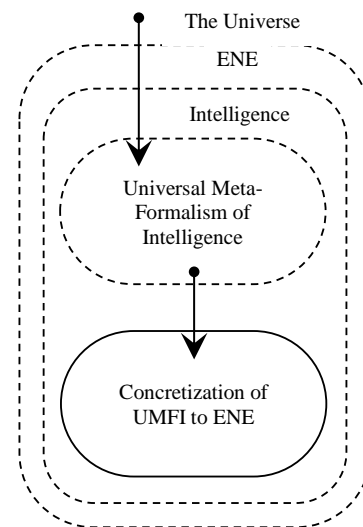 The Universe
ENE
Intelligence
Universal Meta-
Formalism of
Intelligence
Concretization of
UMFI to ENE